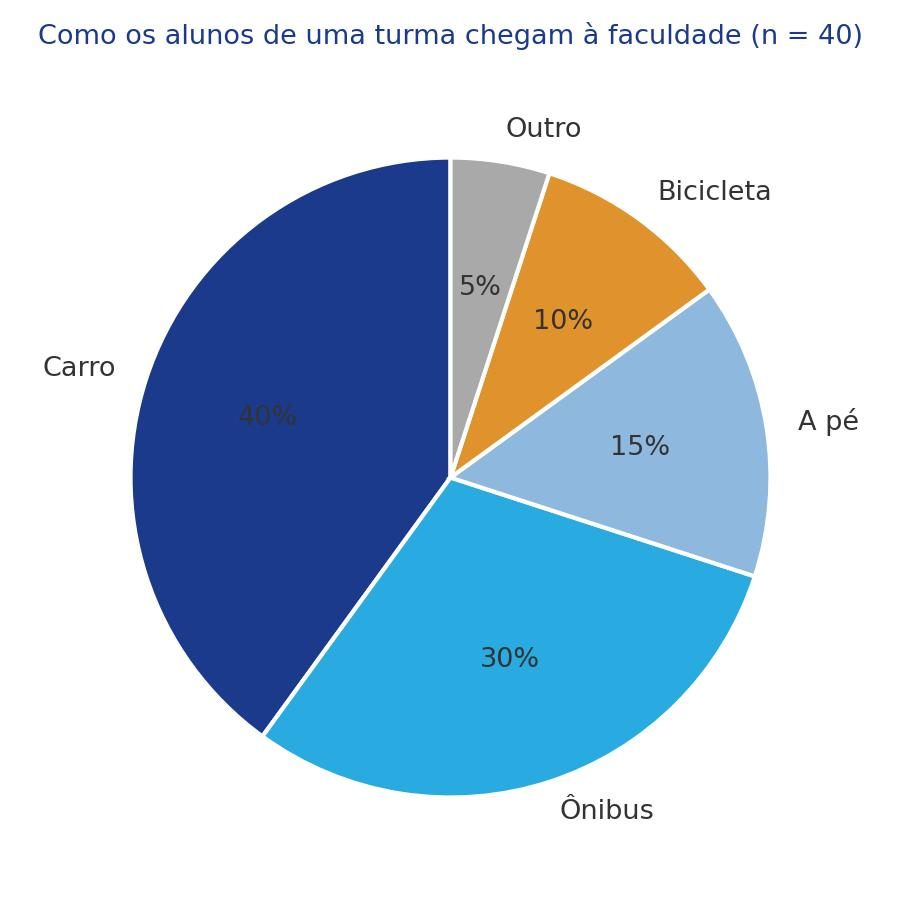 Como os alunos de uma turma chegam à faculdade (n = 40)
Outro
Bicicleta
5%
10%
Carro
40%
A pé
15%
30%
Ônibus